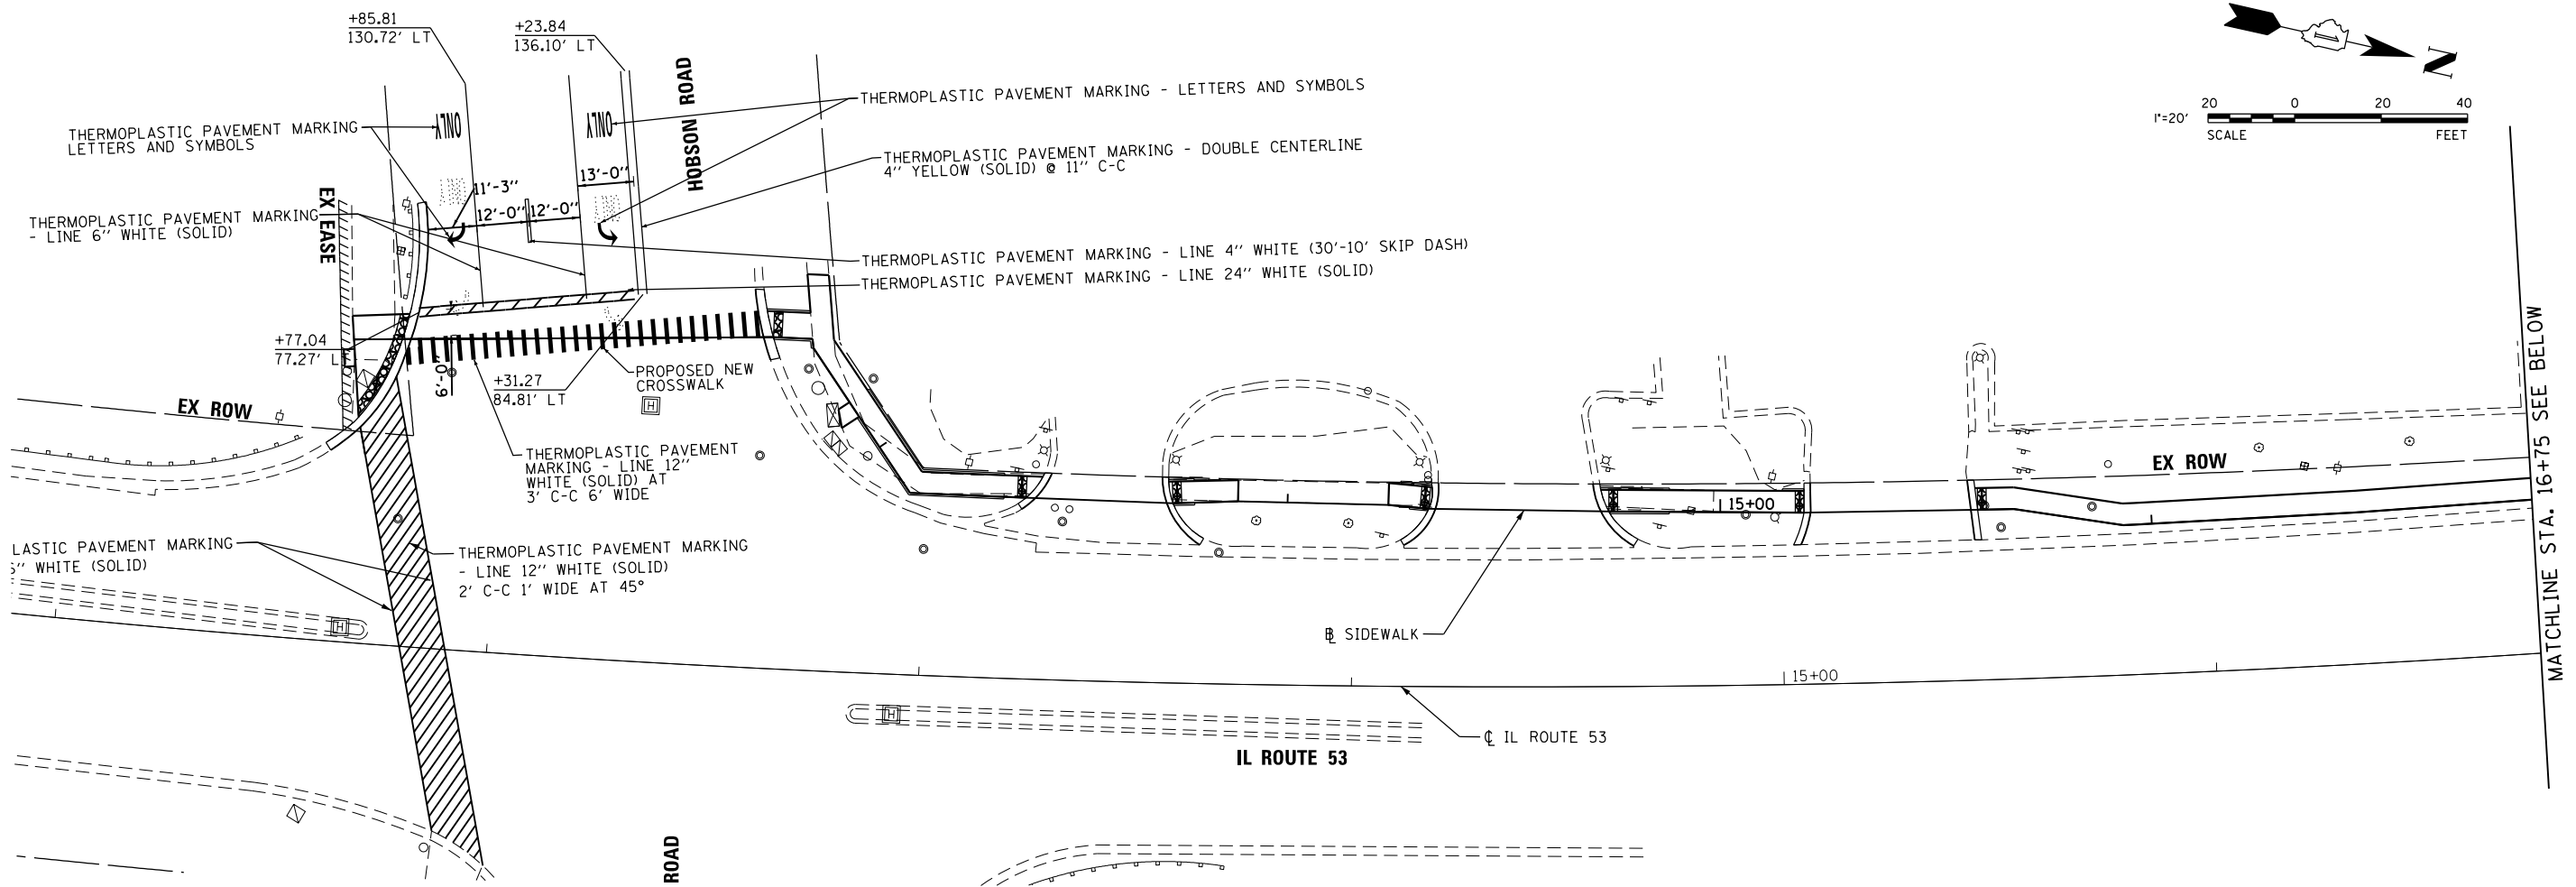 +85.81
130.72' LT
+23.84
136.10' LT
N
20 0 20 40
1"=20'
SCALE FEET
HOBSON ROAD
THERMOPLASTIC PAVEMENT MARKING - LETTERS AND SYMBOLS
THERMOPLASTIC PAVEMENT MARKING
LETTERS AND SYMBOLS
ONLY
ONLY
THERMOPLASTIC PAVEMENT MARKING - DOUBLE CENTERLINE
4" YELLOW (SOLID) @ 11" C-C
11'-3"
12'-0"
12'-0"
13'-0"
EX EASE
THERMOPLASTIC PAVEMENT MARKING
- LINE 6" WHITE (SOLID)
THERMOPLASTIC PAVEMENT MARKING - LINE 4" WHITE (30'-10' SKIP DASH)
THERMOPLASTIC PAVEMENT MARKING - LINE 24" WHITE (SOLID)
+77.04
77.27' LT
6'-0"
+31.27
84.81' LT
PROPOSED NEW
CROSSWALK
H
EX ROW
THERMOPLASTIC PAVEMENT
MARKING - LINE 12"
WHITE (SOLID) AT
3' C-C 6' WIDE
EX ROW
15+00
MATCHLINE STA. 16+75 SEE BELOW
LASTIC PAVEMENT MARKING
6" WHITE (SOLID)
THERMOPLASTIC PAVEMENT MARKING
- LINE 12" WHITE (SOLID)
2' C-C 1' WIDE AT 45°
H
BL SIDEWALK
15+00
H
CL IL ROUTE 53
IL ROUTE 53
ROAD